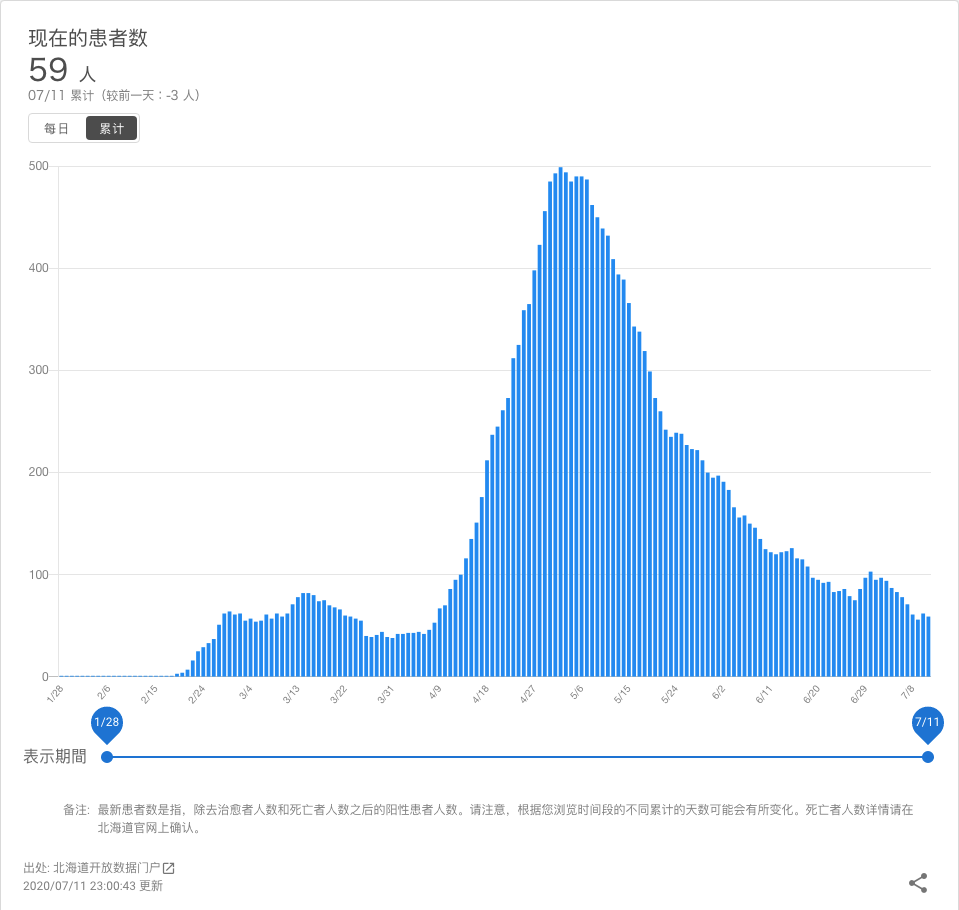 现在的患者数
59 人
07/11 累计（较前一天：-3 人）
每日 累计
500
400
300
200
100
0
1/28 2/6 2/15 2/24 3/4 3/13 3/22 3/31 4/9 4/18 4/27 5/6 5/15 5/24 6/2 6/11 6/20 6/29 7/8
1/28 7/11
表示期間
备注: 最新患者数是指，除去治愈者人数和死亡者人数之后的阳性患者人数。请注意，根据您浏览时间段的不同累计的天数可能会有所变化。死亡者人数详情请在
北海道官网上确认。
出处: 北海道开放数据门户
2020/07/11 23:00:43 更新